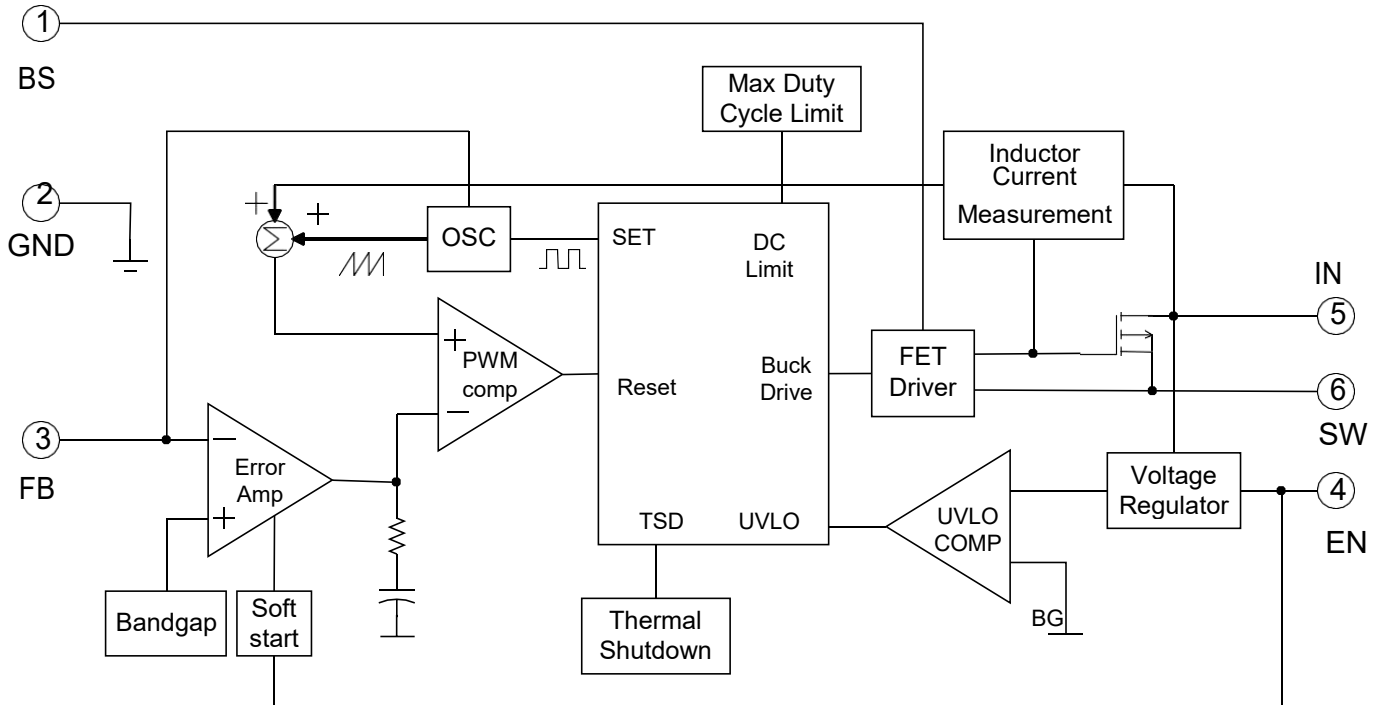 1
BS
Max Duty
Cycle Limit
Inductor
Current
Measurement
2
GND
+
+
Σ
OSC
SET
DC
Limit
IN
5
+
PWM
comp
−
Reset
Buck
Drive
FET
Driver
6
SW
3
FB
−
Error
Amp
+
TSD
UVLO
UVLO
COMP
Voltage
Regulator
4
EN
Bandgap
Soft
start
Thermal
Shutdown
BG